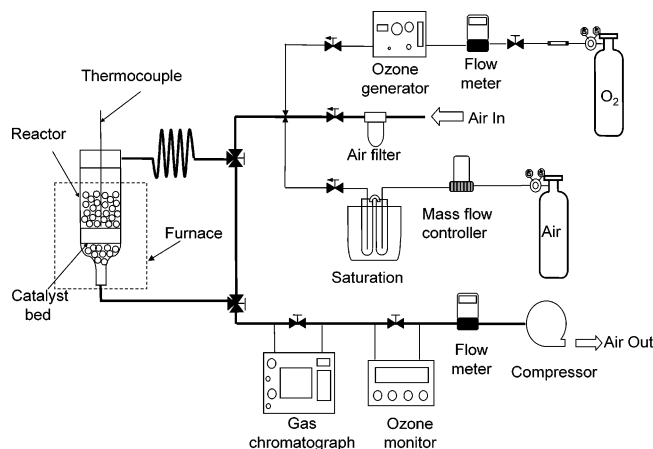 Thermocouple
Reactor
Furnace
Catalyst
bed
Ozone
generator
Flow
meter
O2
Air In
Air filter
Mass flow
controller
Saturation
Air
Flow
meter
Air Out
Compressor
Gas
chromatograph
Ozone
monitor